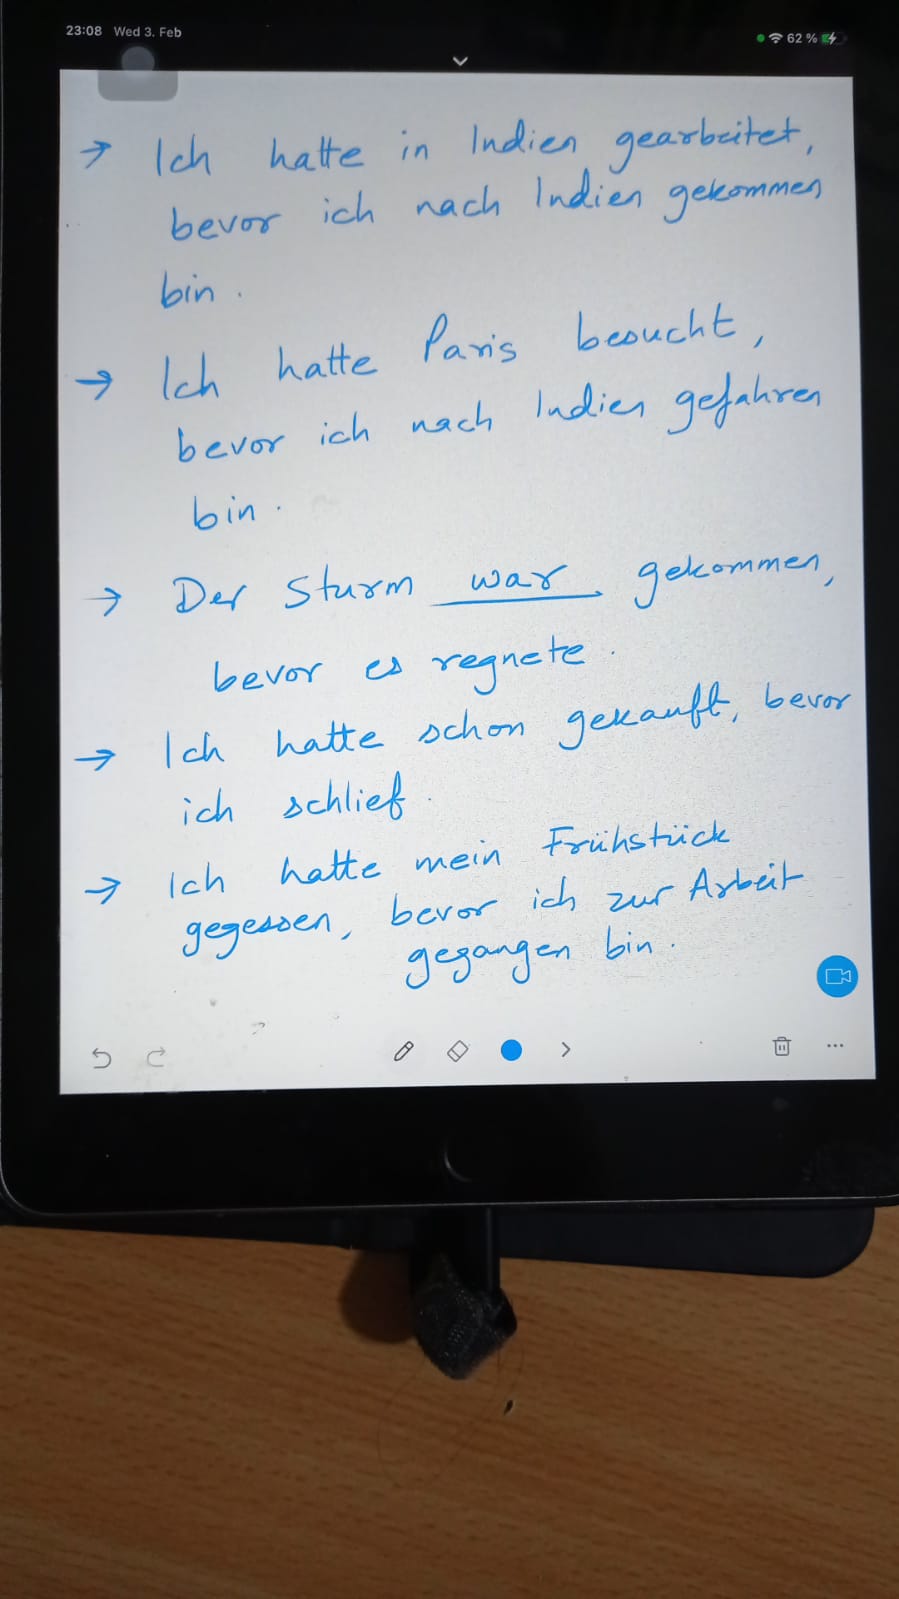 23:08 Wed 3. Feb
62 %
→ Ich hatte in Indien gearbeitet,
bevor ich nach Indien gekommen
bin.
→ Ich hatte Paris besucht,
bevor ich nach Indien gefahren
bin.
→ Der Sturm war gekommen,
bevor es regnete.
→ Ich hatte schon gekauft, bevor
ich schlief.
→ Ich hatte mein Frühstück
gegessen, bevor ich zur Arbeit
gegangen bin.